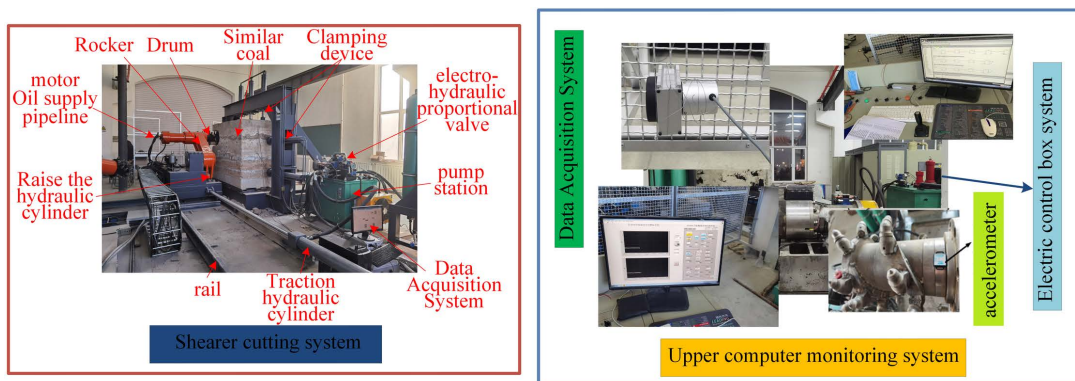 Rocker
Drum
Similar
coal
Clamping
device
motor
Oil supply
pipeline
electro-
hydraulic
proportional
valve
Raise the
hydraulic
cylinder
pump
station
rail
Traction
hydraulic
cylinder
Data
Acquisition
System
Shearer cutting system
Data Acquisition System
Electric control box system
accelerometer
Upper computer monitoring system